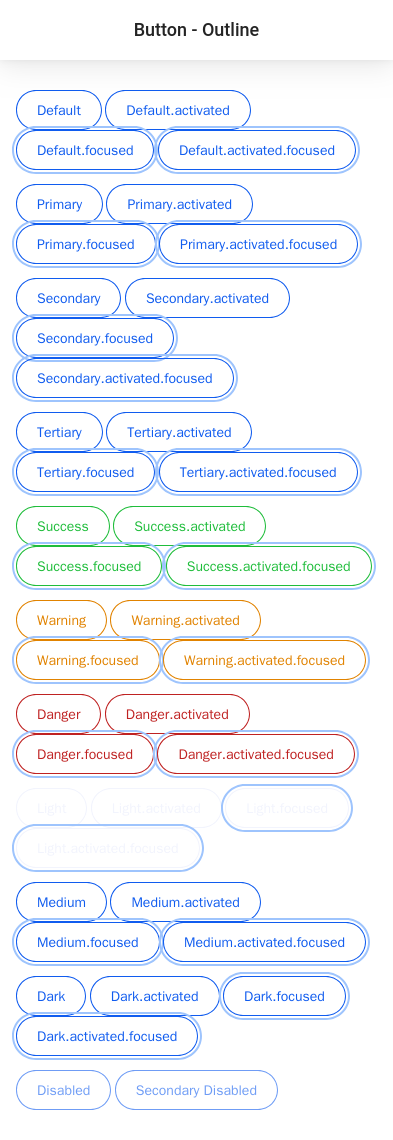 Button - Outline
Default Default.activated
Default.focused Default.activated.focused
Primary Primary.activated
Primary.focused Primary.activated.focused
Secondary Secondary.activated
Secondary.focused
Secondary.activated.focused
Tertiary Tertiary.activated
Tertiary.focused Tertiary.activated.focused
Success Success.activated
Success.focused Success.activated.focused
Warning Warning.activated
Warning.focused Warning.activated.focused
Danger Danger.activated
Danger.focused Danger.activated.focused
Light Light.activated Light.focused
Light.activated.focused
Medium Medium.activated
Medium.focused Medium.activated.focused
Dark Dark.activated Dark.focused
Dark.activated.focused
Disabled Secondary Disabled